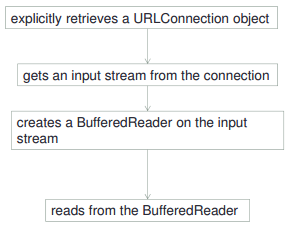 explicitly retrieves a URLConnection object
gets an input stream from the connection
creates a BufferedReader on the input
stream
reads from the BufferedReader